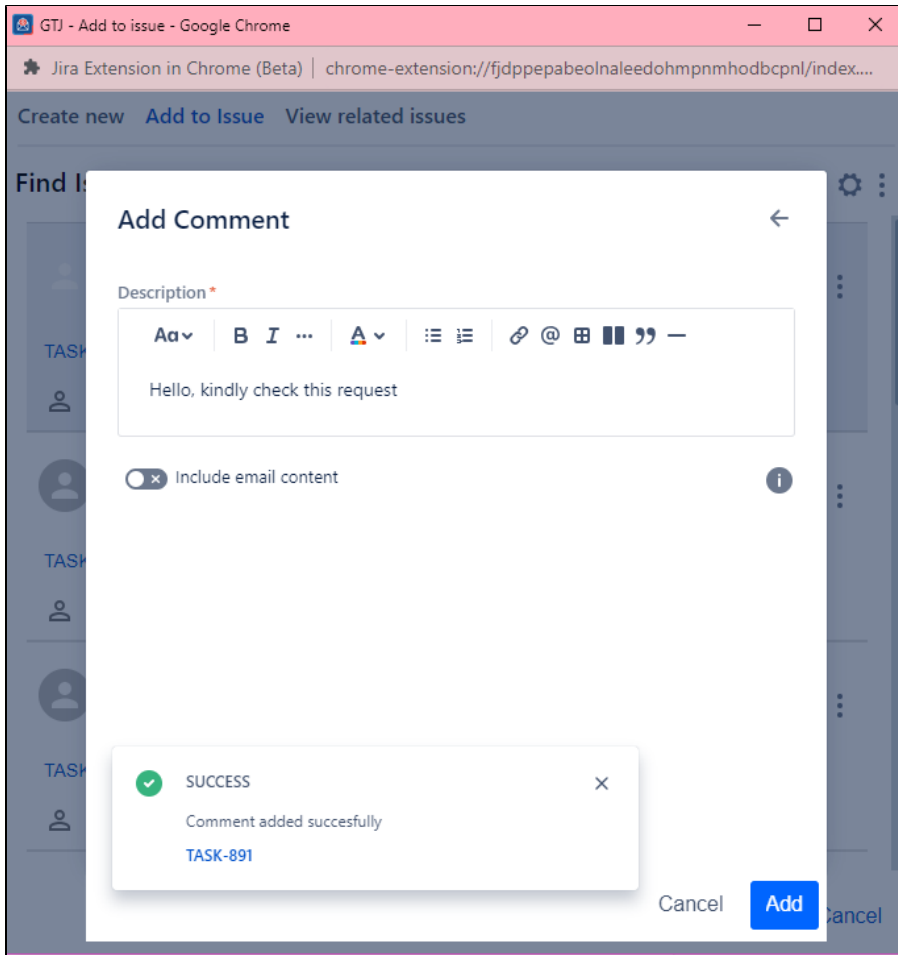 GTJ - Add to issue - Google Chrome
Jira Extension in Chrome (Beta) | chrome-extension://fjdppepabeolnaleedohmpnmhodbcpnl/index....
Create new Add to Issue View related issues
Find Is
Add Comment
Description *
Aa B I ... A @ ”
Hello, kindly check this request
Include email content
TASK
TASK
TASK
SUCCESS
Comment added succesfully
TASK-891
Cancel Add
Cancel